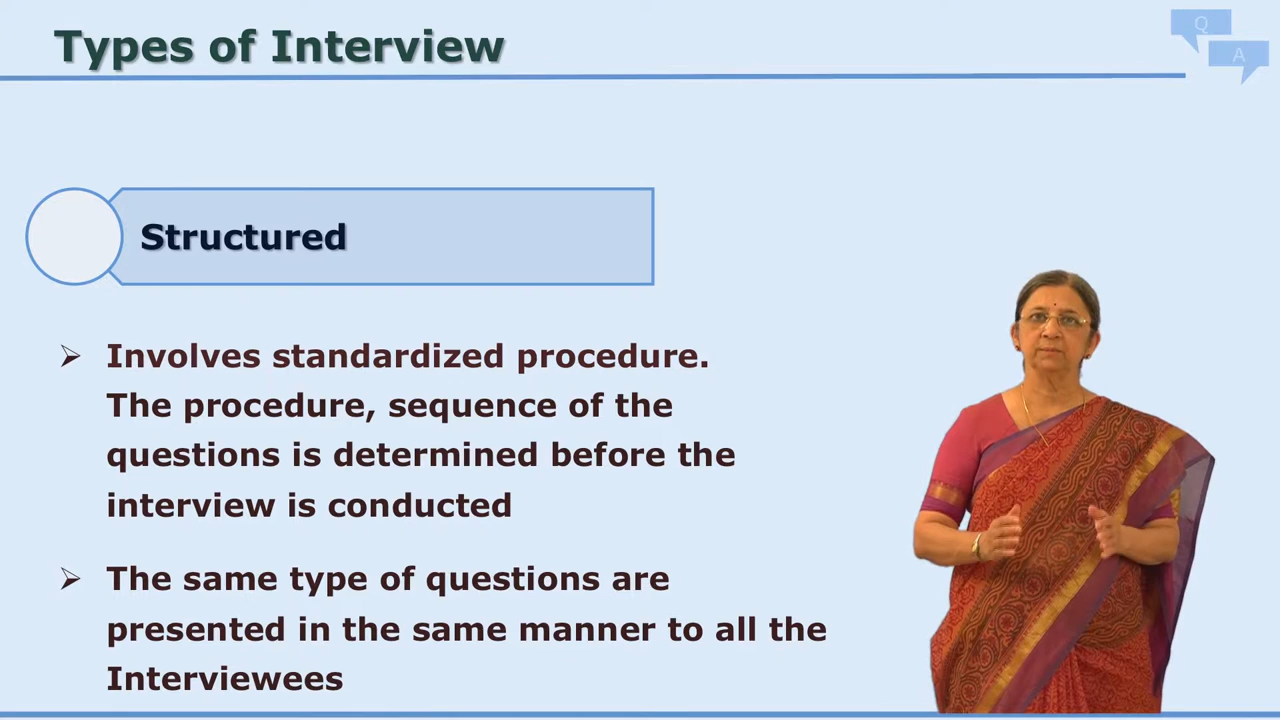 Types of Interview
Q
A
Structured
Involves standardized procedure.
The procedure, sequence of the
questions is determined before the
interview is conducted
The same type of questions are
presented in the same manner to all the
Interviewees